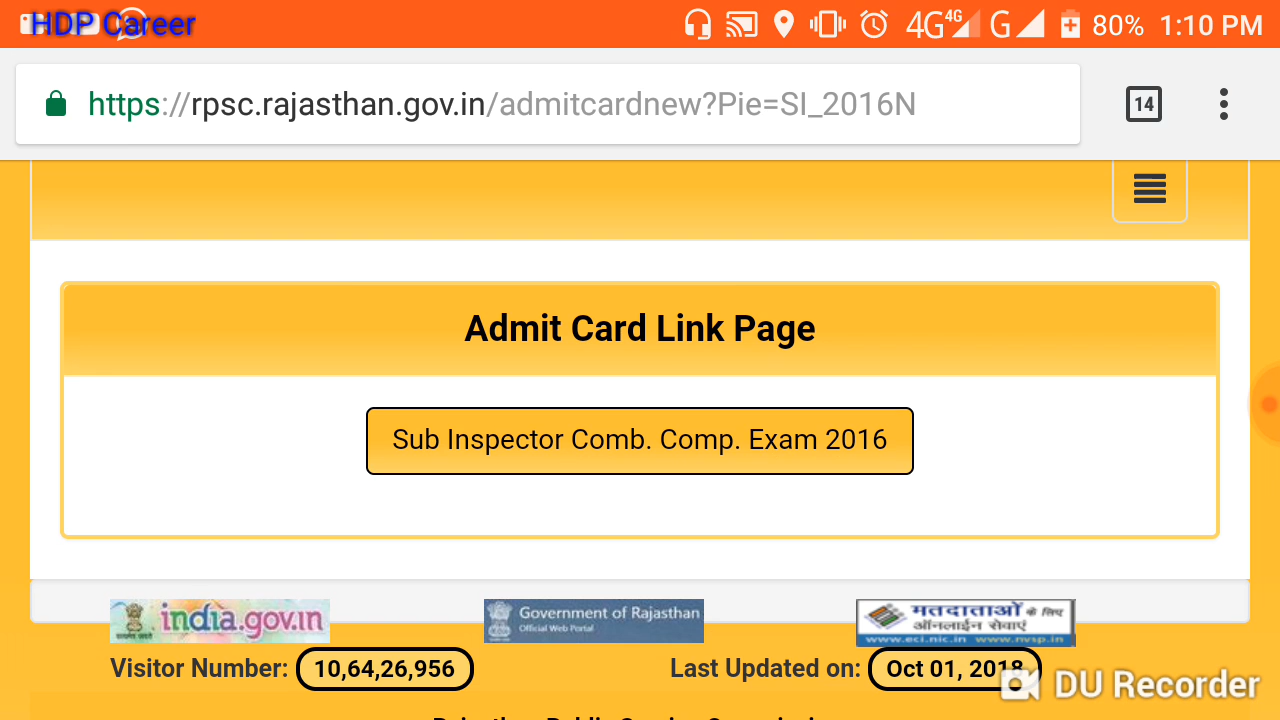 HDP Career
4G 4G G 80% 1:10 PM
https://rpsc.rajasthan.gov.in/admitcardnew?Pie=SI_2016N
14
Admit Card Link Page
Sub Inspector Comb. Comp. Exam 2016
india.gov.in
Government of Rajasthan
Official Web Portal
मतदाताओं के लिए
ऑनलाईन सेवाएं
www.eci.nic.in www.nvsp.in
Visitor Number: 10,64,26,956
Last Updated on: Oct 01, 2018
DU Recorder